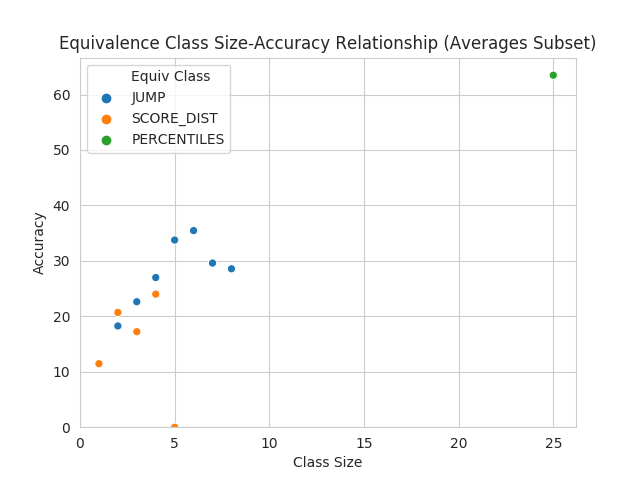 Equivalence Class Size-Accuracy Relationship (Averages Subset)
Equiv Class
JUMP
SCORE_DIST
PERCENTILES
60
50
40
30
20
10
0
Accuracy
0 5 10 15 20 25
Class Size